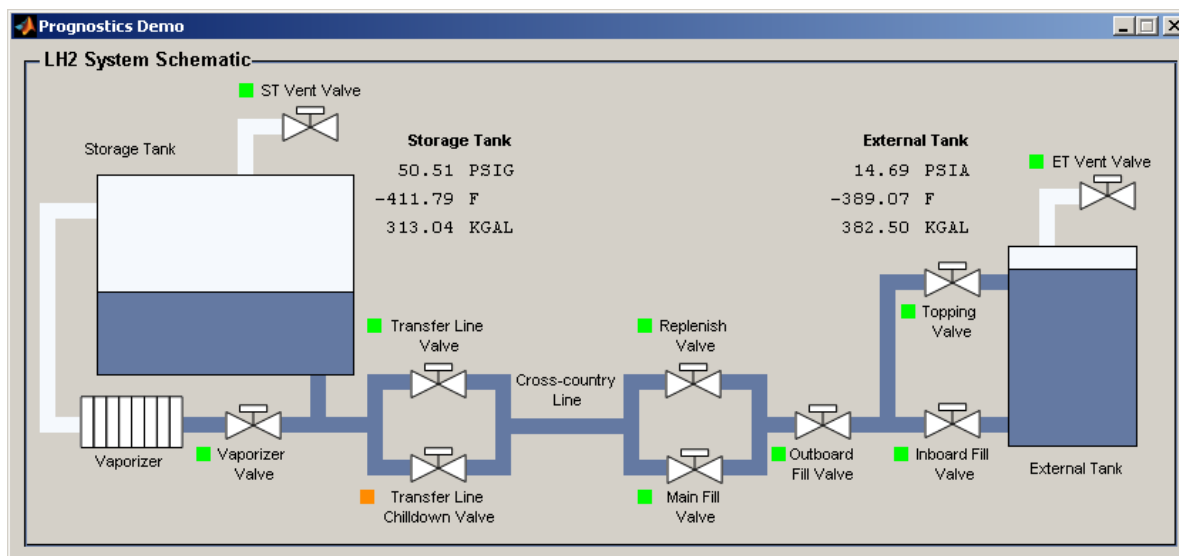 Prognostics Demo
LH2 System Schematic
ST Vent Valve
Storage Tank
Storage Tank
50.51 PSIG
-411.79 F
313.04 KGAL
External Tank
14.69 PSIA
-389.07 F
382.50 KGAL
ET Vent Valve
Transfer Line
Valve
Replenish
Valve
Topping
Valve
Cross-country
Line
Vaporizer
Vaporizer
Valve
Transfer Line
Chilldown Valve
Main Fill
Valve
Outboard
Fill Valve
Inboard Fill
Valve
External Tank